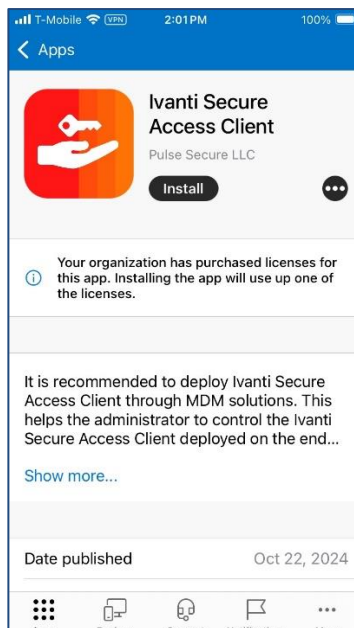 T-Mobile VPN 2:01PM 100%
Apps
Ivanti Secure
Access Client
Pulse Secure LLC
Install
Your organization has purchased licenses for
this app. Installing the app will use up one of
the licenses.
It is recommended to deploy Ivanti Secure
Access Client through MDM solutions. This
helps the administrator to control the Ivanti
Secure Access Client deployed on the end...
Show more...
Date published Oct 22, 2024